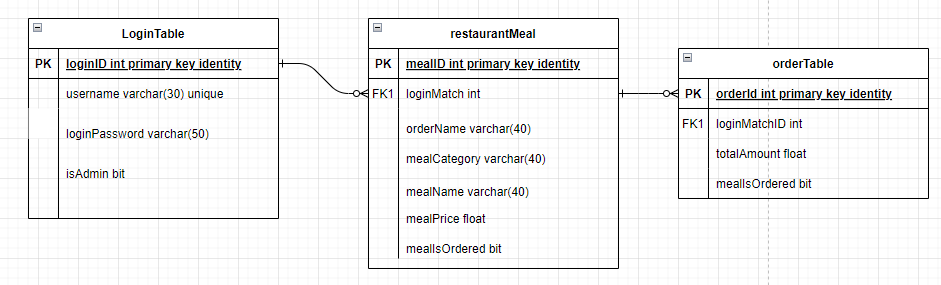 LoginTable
PK loginID int primary key identity
username varchar(30) unique
loginPassword varchar(50)
isAdmin bit
restaurantMeal
PK mealID int primary key identity
FK1 loginMatch int
orderName varchar(40)
mealCategory varchar(40)
mealName varchar(40)
mealPrice float
mealIsOrdered bit
orderTable
PK orderId int primary key identity
FK1 loginMatchID int
totalAmount float
mealIsOrdered bit